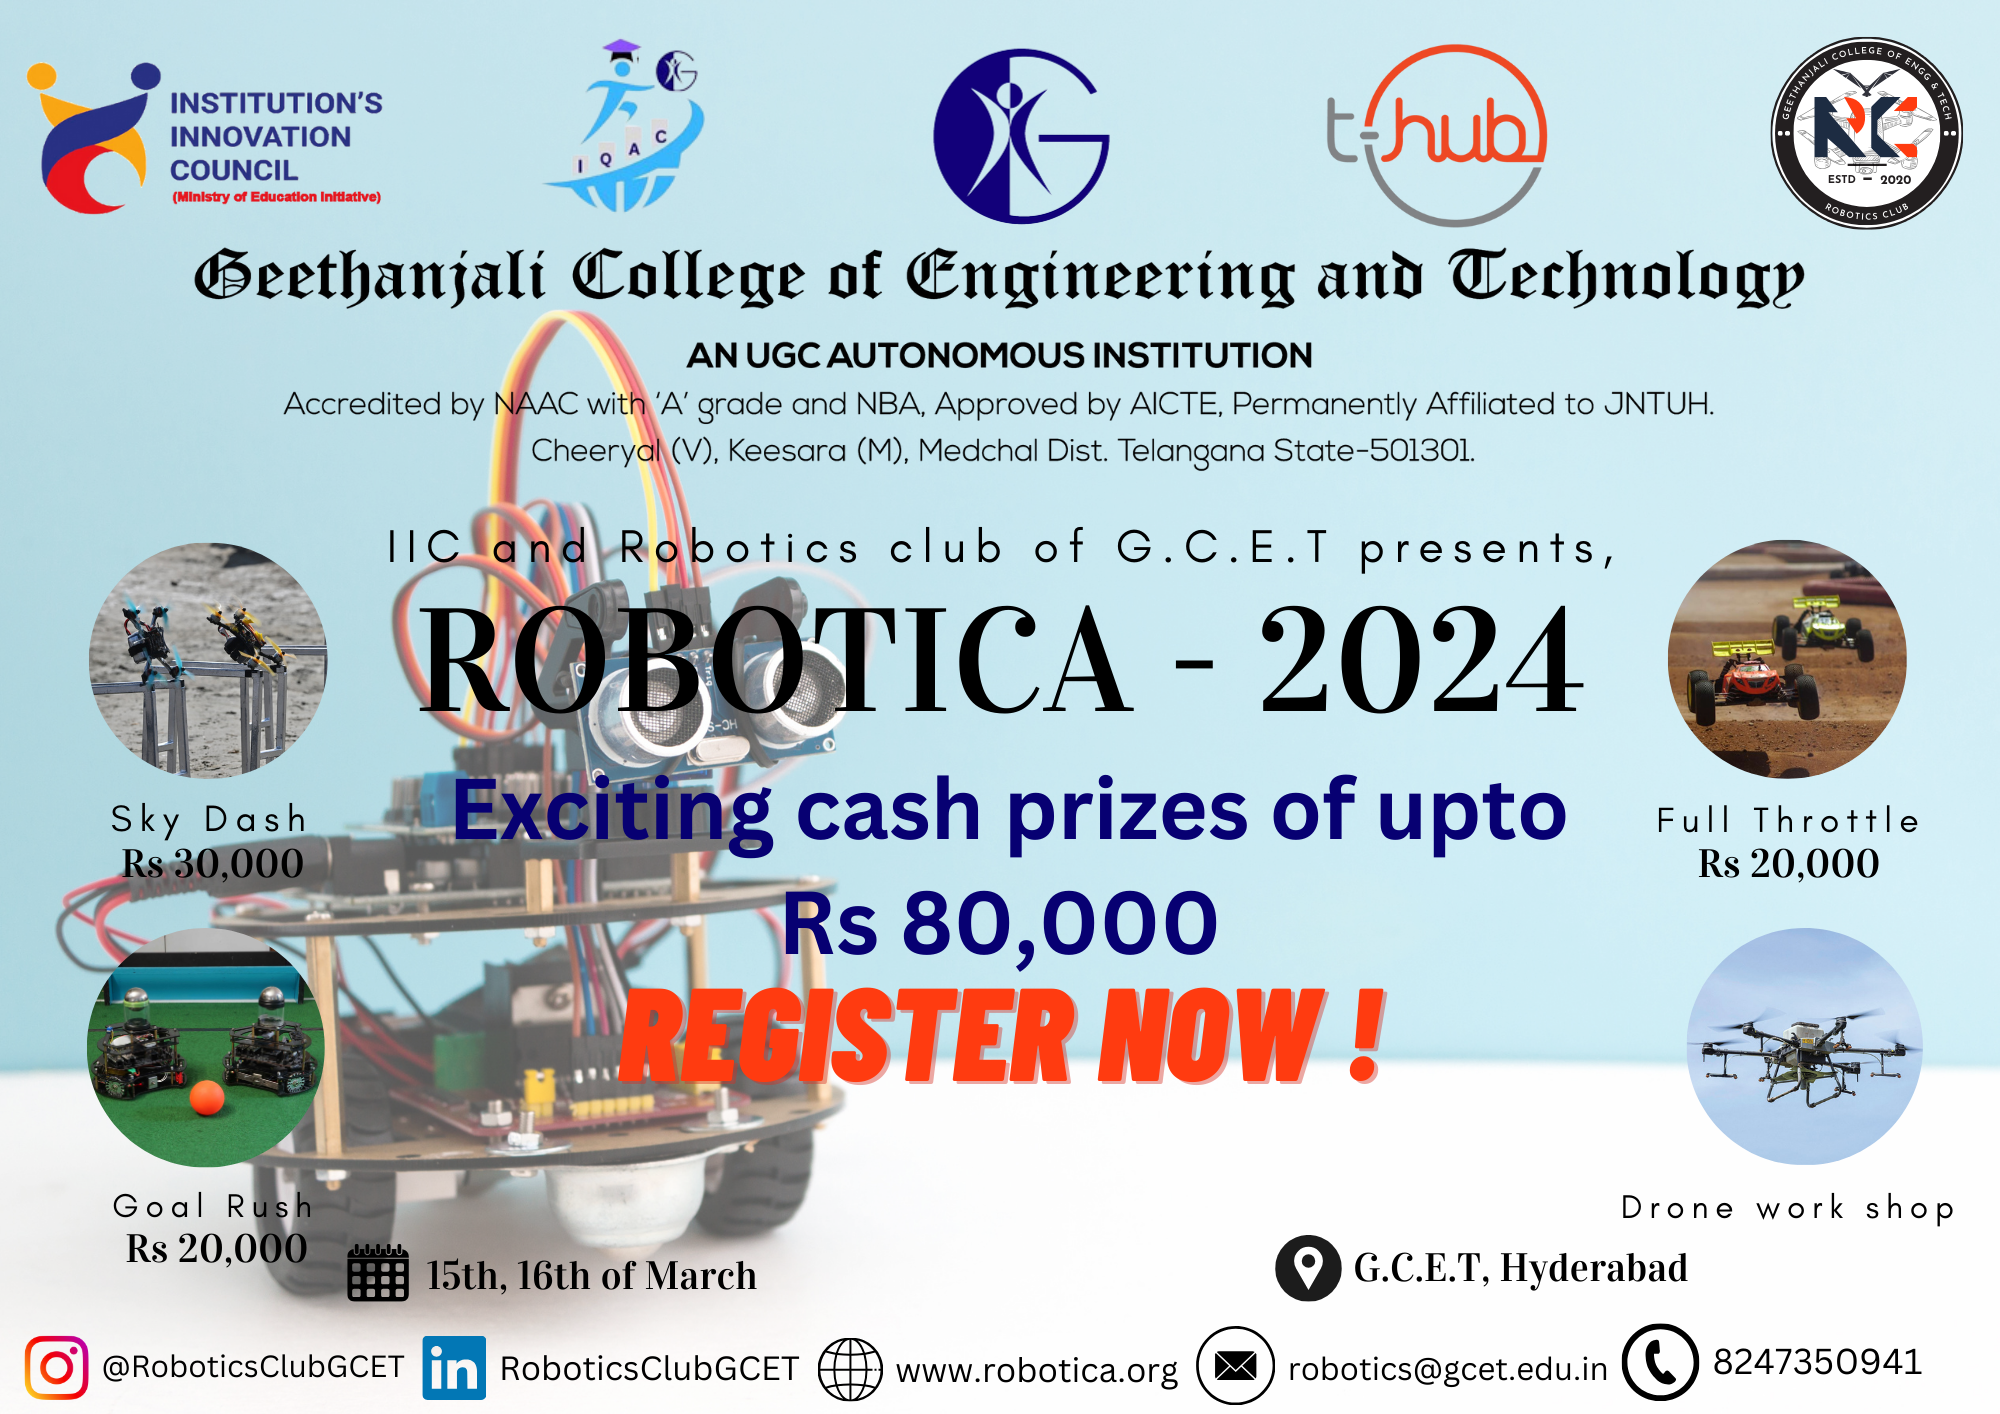 INSTITUTION'S
INNOVATION
COUNCIL
(Ministry of Education Initiative)
I Q A C
G
t-hub
GEETHANJALI COLLEGE OF ENGG & TECH
RC
ESTD - 2020
ROBOTICS CLUB
Geethanjali College of Engineering and Technology
AN UGC AUTONOMOUS INSTITUTION
Accredited by NAAC with 'A' grade and NBA, Approved by AICTE, Permanently Affiliated to JNTUH.
Cheeryal (V), Keesara (M), Medchal Dist. Telangana State-501301.
IIC and Robotics club of G.C.E.T presents,
ROBOTICA - 2024
HC-S
Exciting cash prizes of upto
Rs 80,000
REGISTER NOW !
Sky Dash
Rs 30,000
Full Throttle
Rs 20,000
Goal Rush
Rs 20,000
Drone work shop
15th, 16th of March
G.C.E.T, Hyderabad
@RoboticsClubGCET
in RoboticsClubGCET
www.robotica.org
robotics@gcet.edu.in
8247350941